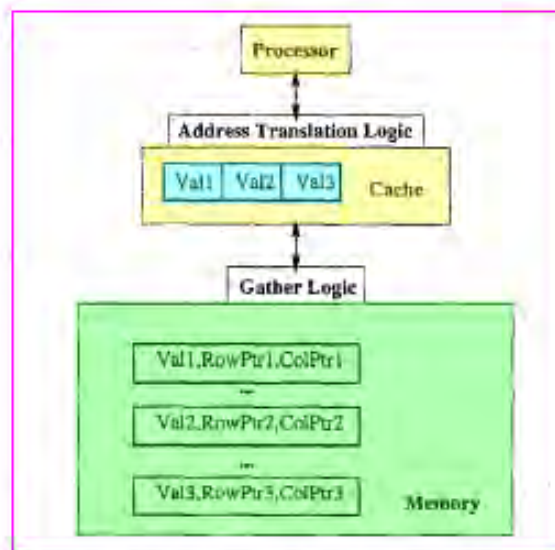 Processor
Address Translation Logic
Val1 Val2 Val3 Cache
Gather Logic
Val1,RowPtr1,ColPtr1
...
Val2,RowPtr2,ColPtr2
...
Val3,RowPtr3,ColPtr3
Memory